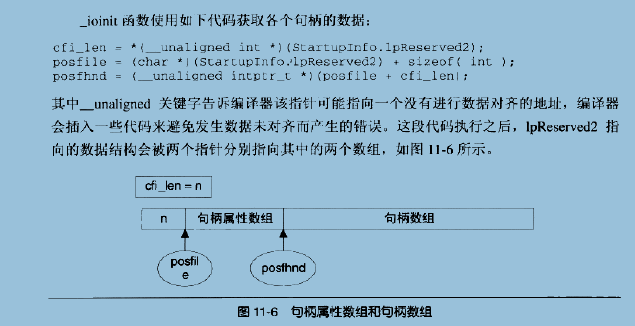 _ioinit 函数使用如下代码获取各个句柄的数据：
cfi_len = *(__unaligned int *)(StartupInfo.lpReserved2);
posfile = (char *)(StartupInfo.lpReserved2) + sizeof( int );
posfhnd = (__unaligned intptr_t *)(posfile + cfi_len);
其中__unaligned 关键字告诉编译器该指针可能指向一个没有进行数据对齐的地址，编译器
会插入一些代码来避免发生数据未对齐而产生的错误。这段代码执行之后，lpReserved2 指
向的数据结构会被两个指针分别指向其中的两个数组，如图 11-6 所示。
cfi_len = n
n 句柄属性数组 句柄数组
posfil
e
posfhnd
图 11-6 句柄属性数组和句柄数组